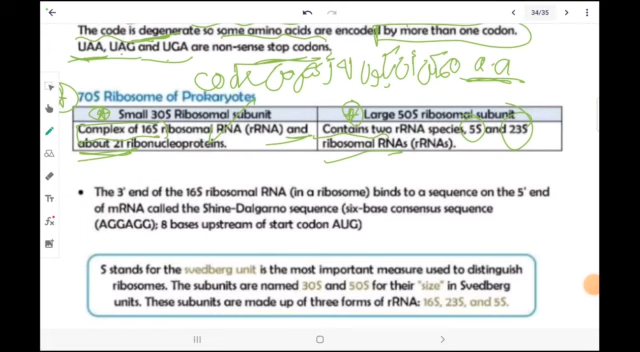 34/35
The code is degenerate so some amino acids are encoded by more than one codon.
UAA, UAG and UGA are non-sense stop codons.
a.a ممكن أن يكون له أكثر من code
70S Ribosome of Prokaryotes
Small 30S Ribosomal subunit
Large 50S ribosomal subunit
Complex of 16S ribosomal RNA (rRNA) and
about 21 ribonucleoproteins.
Contains two rRNA species, 5S and 23S
ribosomal RNAs (rRNAs).
The 3' end of the 16S ribosomal RNA (in a ribosome) binds to a sequence on the 5' end
of mRNA called the Shine-Dalgarno sequence (six-base consensus sequence
(AGGAGG); 8 bases upstream of start codon AUG)
S stands for the svedberg unit is the most important measure used to distinguish
ribosomes. The subunits are named 30S and 50S for their "size" in Svedberg
units. These subunits are made up of three forms of rRNA: 16S, 23S, and 5S.